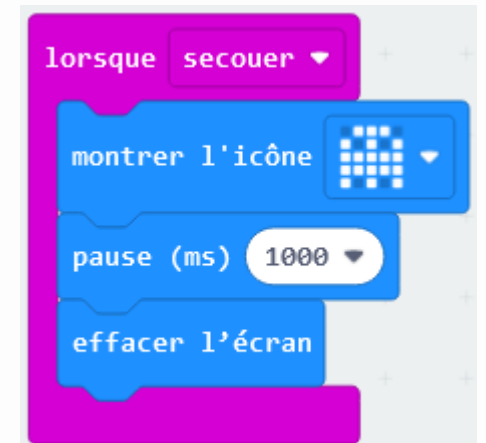 lorsque secouer
montrer l'icône
pause (ms) 1000
effacer l’écran